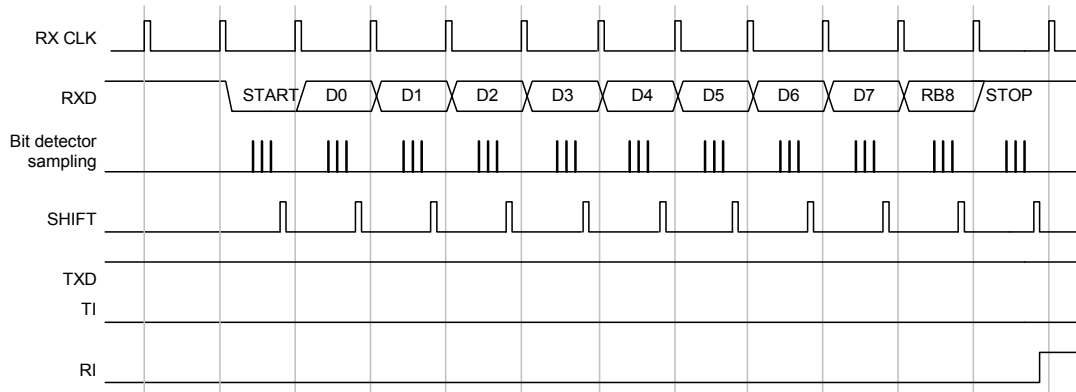 RX CLK
RXD
START D0 D1 D2 D3 D4 D5 D6 D7 RB8 STOP
Bit detector
sampling
SHIFT
TXD
TI
RI